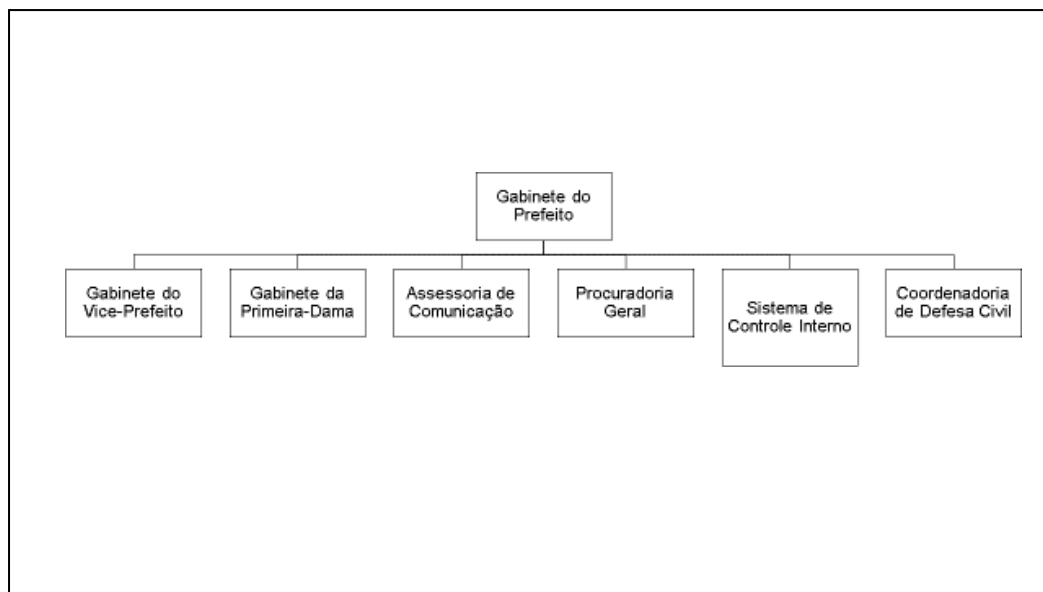 Gabinete do
Prefeito
Gabinete do
Vice-Prefeito
Gabinete da
Primeira-Dama
Assessoria de
Comunicação
Procuradoria
Geral
Sistema de
Controle Interno
Coordenadoria
de Defesa Civil